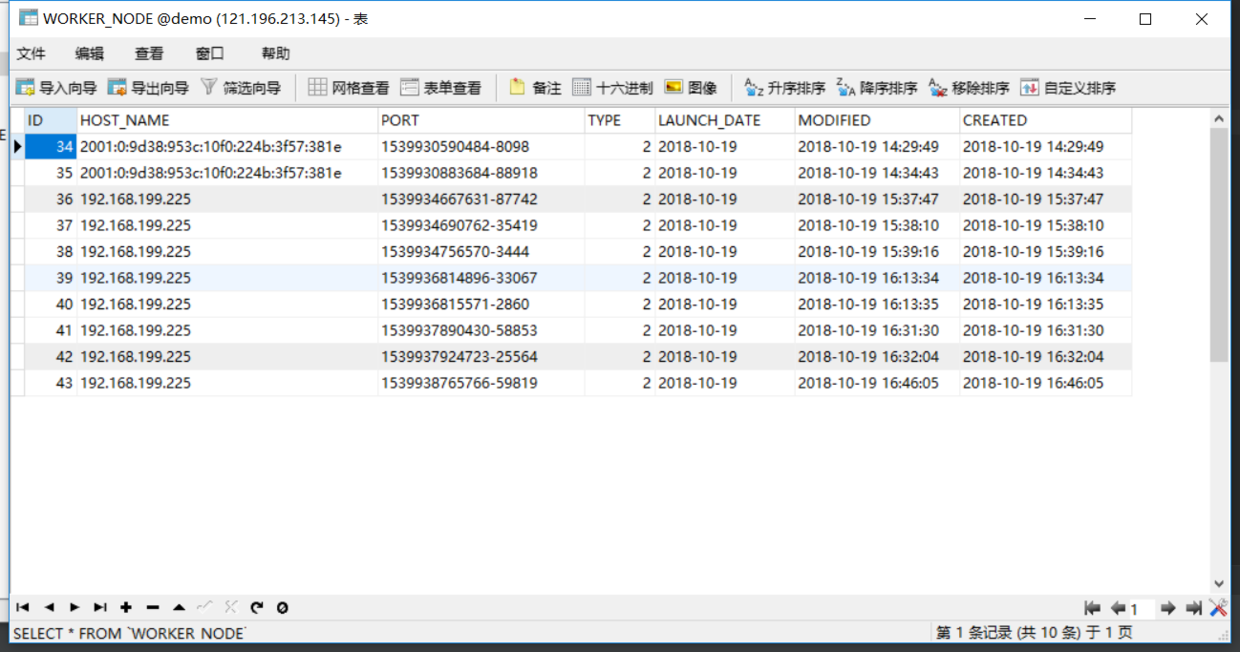 WORKER_NODE @demo (121.196.213.145) - 表
文件 编辑 查看 窗口 帮助
导入向导 导出向导 筛选向导 网格查看 表单查看 备注 十六进制 图像 升序排序 降序排序 移除排序 自定义排序
ID HOST_NAME PORT TYPE LAUNCH_DATE MODIFIED CREATED
34 2001:0:9d38:953c:10f0:224b:3f57:381e 1539930590484-8098 2 2018-10-19 2018-10-19 14:29:49 2018-10-19 14:29:49
35 2001:0:9d38:953c:10f0:224b:3f57:381e 1539930883684-88918 2 2018-10-19 2018-10-19 14:34:43 2018-10-19 14:34:43
36 192.168.199.225 1539934667631-87742 2 2018-10-19 2018-10-19 15:37:47 2018-10-19 15:37:47
37 192.168.199.225 1539934690762-35419 2 2018-10-19 2018-10-19 15:38:10 2018-10-19 15:38:10
38 192.168.199.225 1539934756570-3444 2 2018-10-19 2018-10-19 15:39:16 2018-10-19 15:39:16
39 192.168.199.225 1539936814896-33067 2 2018-10-19 2018-10-19 16:13:34 2018-10-19 16:13:34
40 192.168.199.225 1539936815571-2860 2 2018-10-19 2018-10-19 16:13:35 2018-10-19 16:13:35
41 192.168.199.225 1539937890430-58853 2 2018-10-19 2018-10-19 16:31:30 2018-10-19 16:31:30
42 192.168.199.225 1539937924723-25564 2 2018-10-19 2018-10-19 16:32:04 2018-10-19 16:32:04
43 192.168.199.225 1539938765766-59819 2 2018-10-19 2018-10-19 16:46:05 2018-10-19 16:46:05
1
SELECT * FROM `WORKER_NODE` 第 1 条记录 (共 10 条) 于 1 页